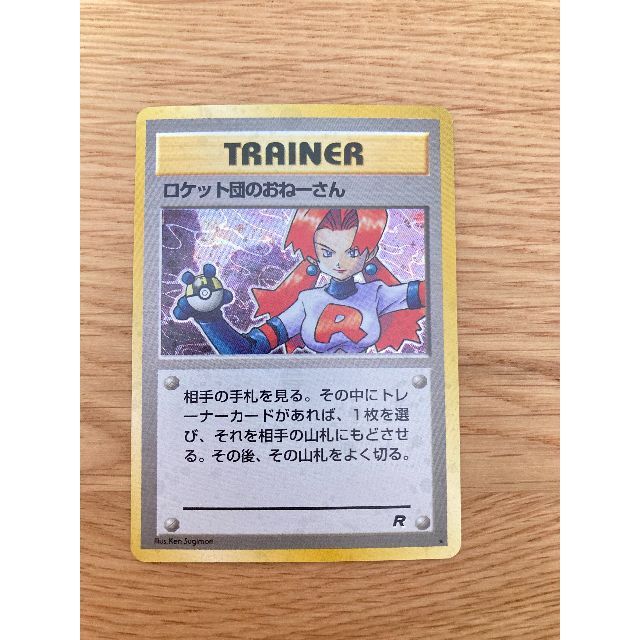 TRAINER
ロケット団のおねーさん
R
相手の手札を見る。その中にトレ
ーナーカードがあれば、1枚を選
び、それを相手の山札にもどさせ
る。その後、その山札をよく切る。
R
Illus. Ken Sugimori